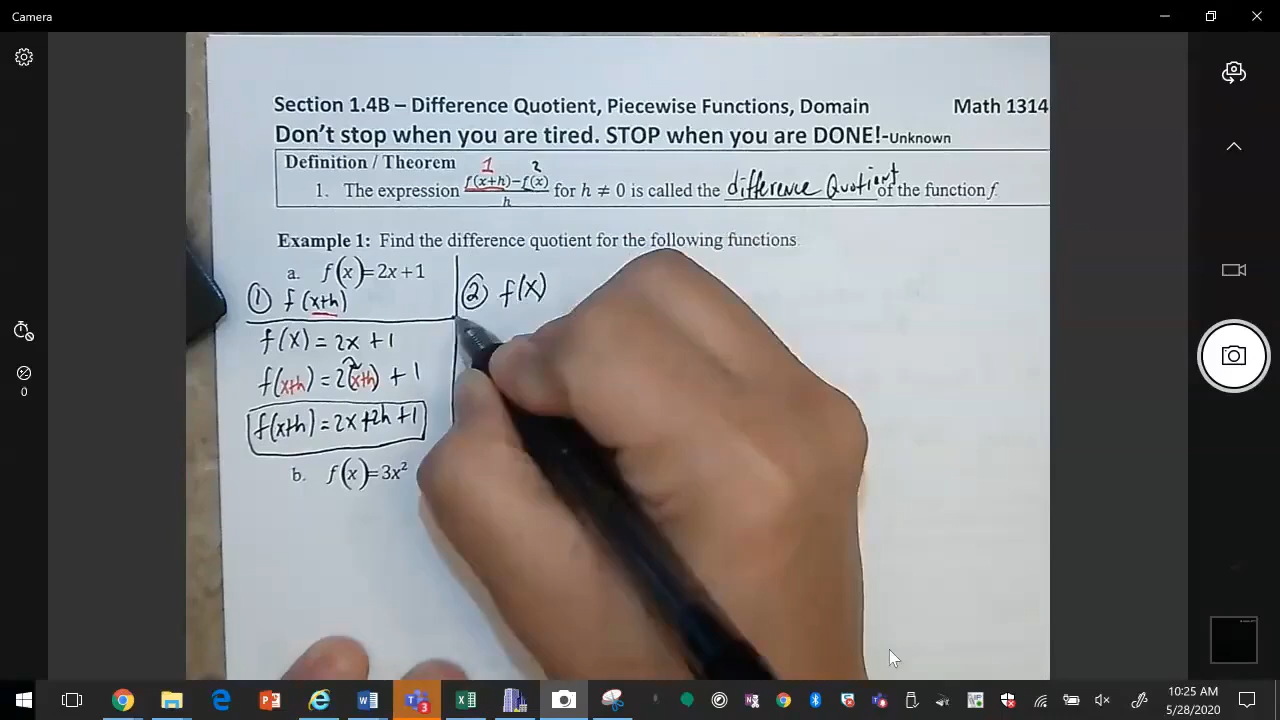 Camera
Section 1.4B – Difference Quotient, Piecewise Functions, Domain Math 1314
Don't stop when you are tired. STOP when you are DONE!-Unknown
Definition / Theorem
1 2
1. The expression f(x+h)−f(x)/h for h ≠ 0 is called the difference Quotient of the function f.
Example 1: Find the difference quotient for the following functions.
a. f(x)=2x+1
① f(x+h)
f(x) = 2x +1
f(x+h) = 2(x+h) + 1
f(x+h) = 2x+2h+1
b. f(x)=3x²
② f(x)
0
3
10:25 AM
5/28/2020